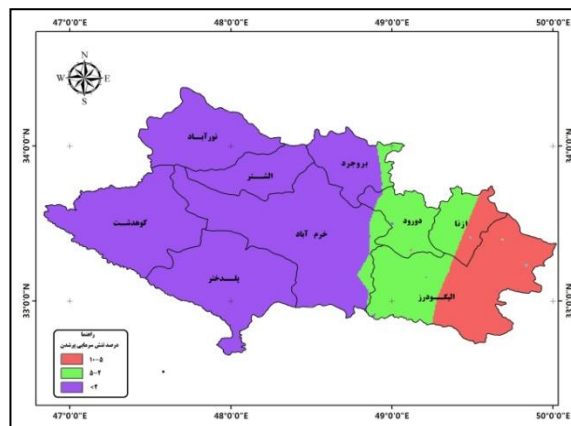 47°0'0" 48°0'0" 49°0'0" 50°0'0"
N
W E
S
34°0'0"
34°0'0"
نورآباد
بروجرد
الشتر
دورود
ازنا
کوهدشت
خرم آباد
پلدختر
الیگودرز
33°0'0"
33°0'0"
راهنما
درصد تنش سرمایی پرشدن
۱۰-۵
۵-۲
<۲
47°0'0" 48°0'0" 49°0'0" 50°0'0"